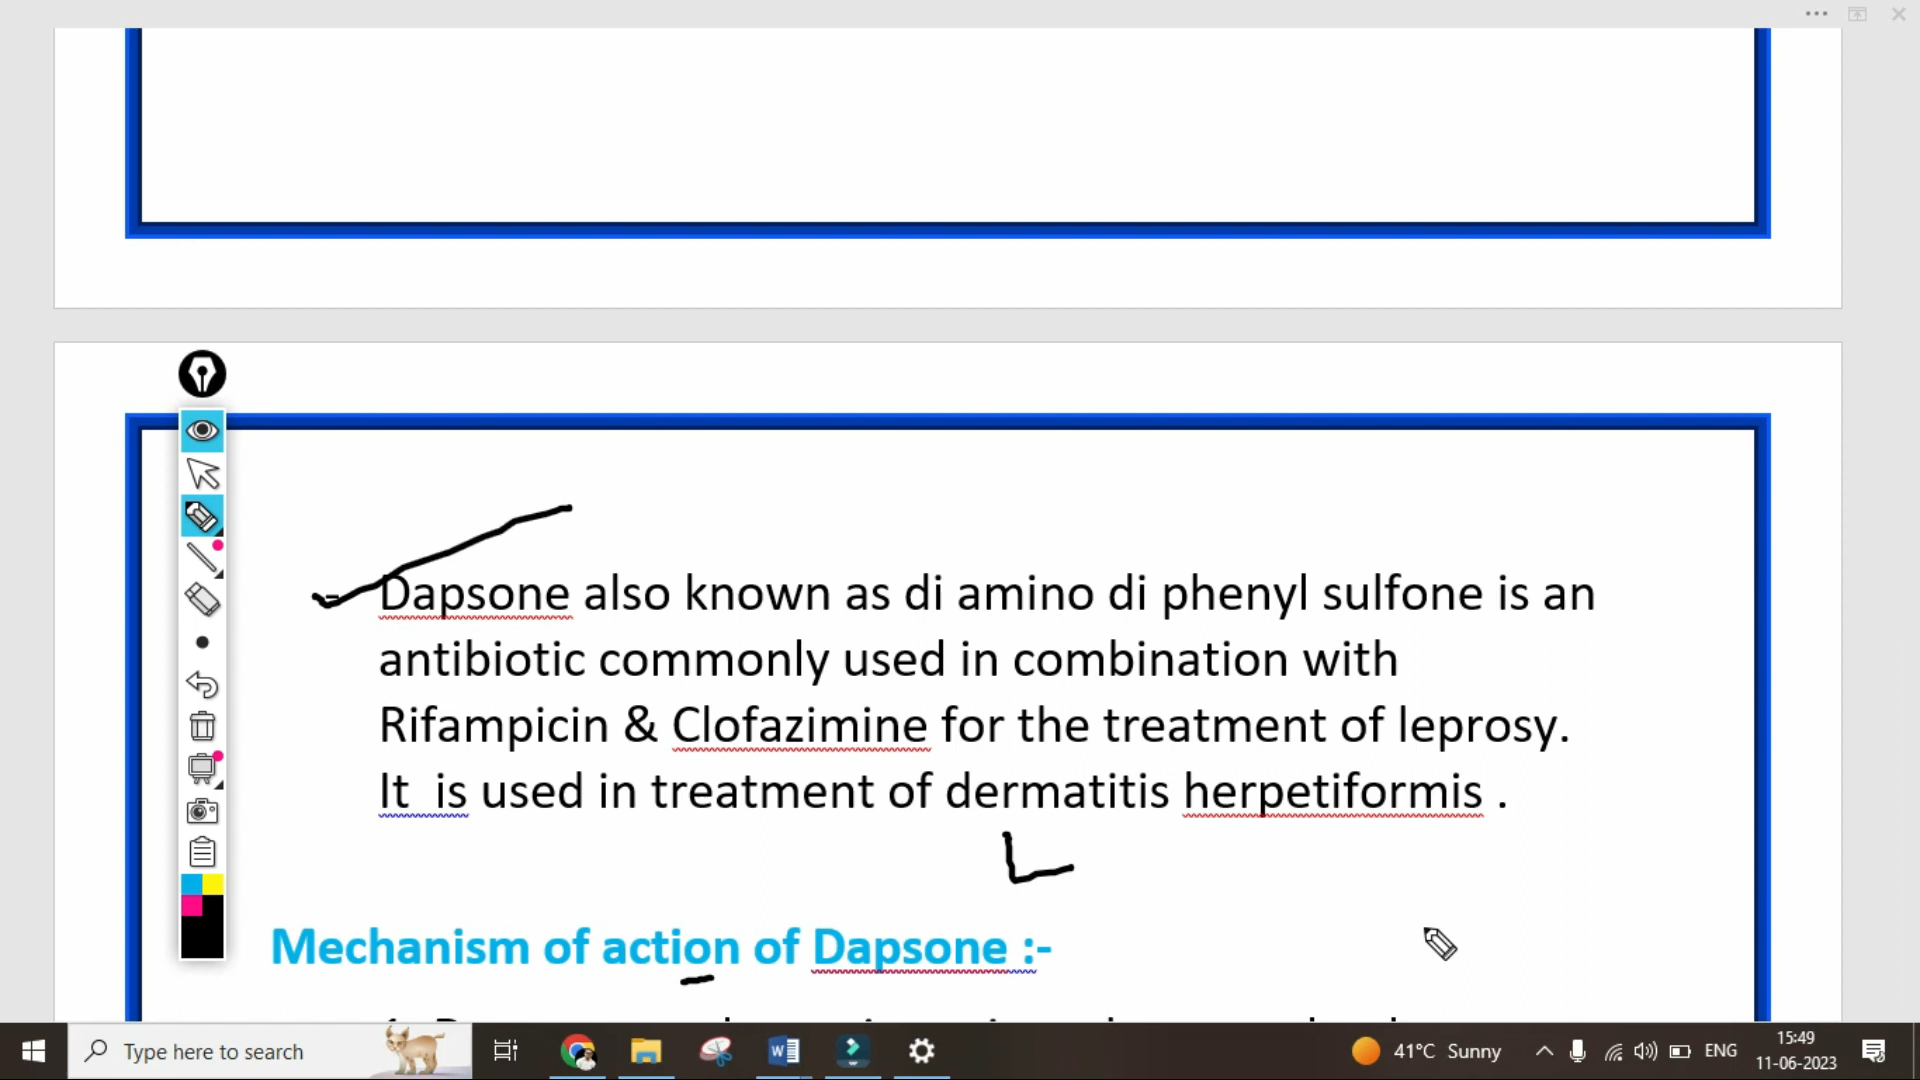 - Dapsone also known as di amino di phenyl sulfone is an
antibiotic commonly used in combination with
Rifampicin & Clofazimine for the treatment of leprosy.
It  is used in treatment of dermatitis herpetiformis .
Mechanism of action of Dapsone :-
Type here to search
41°C Sunny
ENG
15:49
11-06-2023